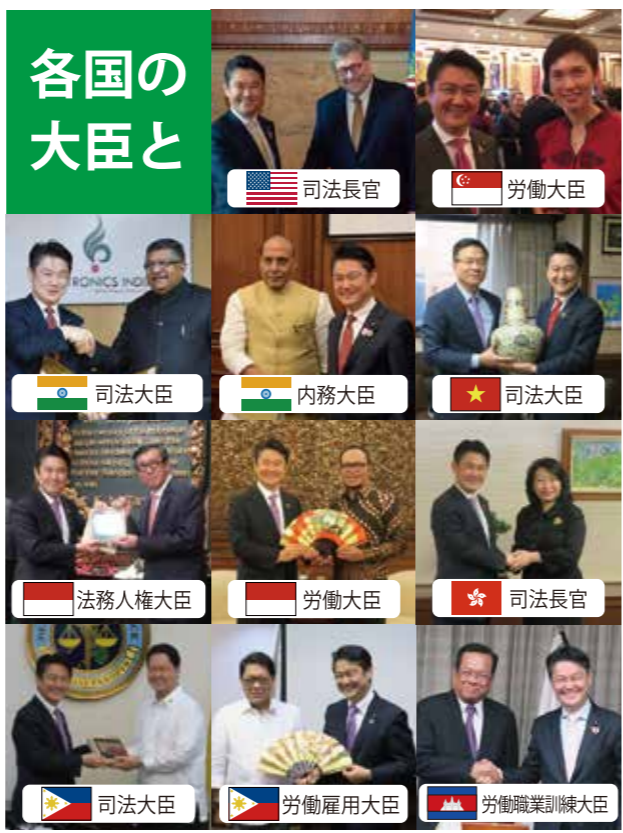 各国の
大臣と
司法長官
労働大臣
TRONICS INDI
司法大臣
内務大臣
司法大臣
法務人権大臣
労働大臣
司法長官
司法大臣
労働雇用大臣
労働職業訓練大臣